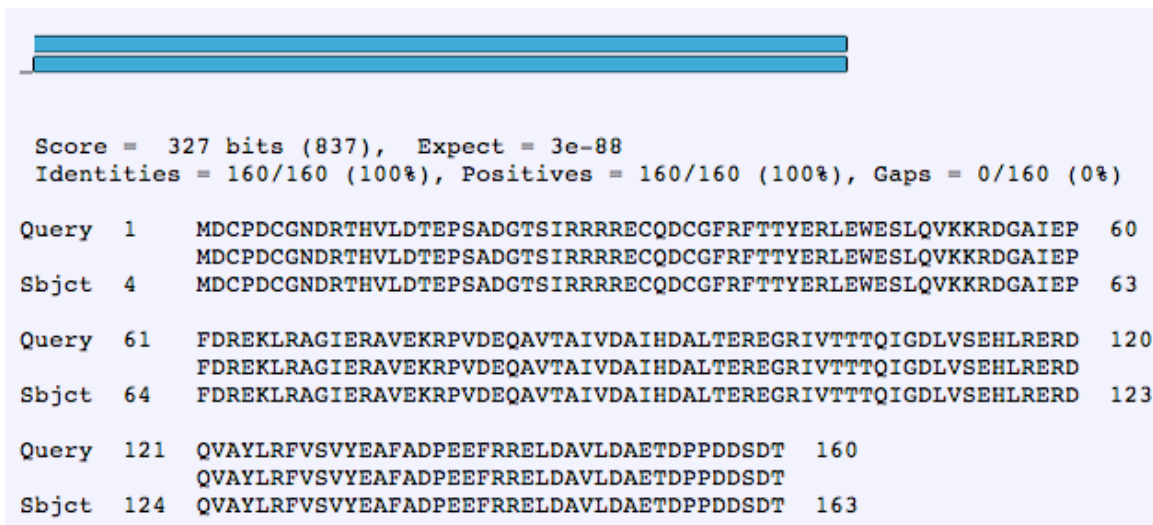 Score = 327 bits (837), Expect = 3e-88
Identities = 160/160 (100%), Positives = 160/160 (100%), Gaps = 0/160 (0%)
Query 1 MDCPDCGNDRTHVLDTEPSADGTSIRRRRECQDCGFRFTTYERLEWESLQVKKRDGAIEP 60
MDCPDCGNDRTHVLDTEPSADGTSIRRRRECQDCGFRFTTYERLEWESLQVKKRDGAIEP
Sbjct 4 MDCPDCGNDRTHVLDTEPSADGTSIRRRRECQDCGFRFTTYERLEWESLQVKKRDGAIEP 63
Query 61 FDREKLRAGIERAVEKRPVDEQAVTAIVDAIHDALTEREGRIVTTTQIGDLVSEHLRERD 120
FDREKLRAGIERAVEKRPVDEQAVTAIVDAIHDALTEREGRIVTTTQIGDLVSEHLRERD
Sbjct 64 FDREKLRAGIERAVEKRPVDEQAVTAIVDAIHDALTEREGRIVTTTQIGDLVSEHLRERD 123
Query 121 QVAYLRFVSVYEAFADPEEFRRELDAVLDAETDPPDDSDT 160
QVAYLRFVSVYEAFADPEEFRRELDAVLDAETDPPDDSDT
Sbjct 124 QVAYLRFVSVYEAFADPEEFRRELDAVLDAETDPPDDSDT 163